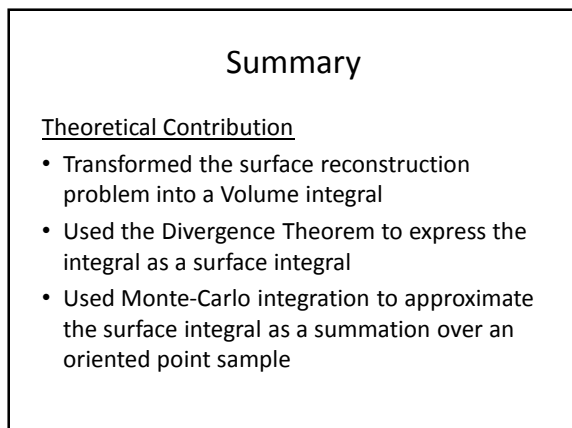 Summary
Theoretical Contribution
• Transformed the surface reconstruction
problem into a Volume integral
• Used the Divergence Theorem to express the
integral as a surface integral
• Used Monte-Carlo integration to approximate
the surface integral as a summation over an
oriented point sample